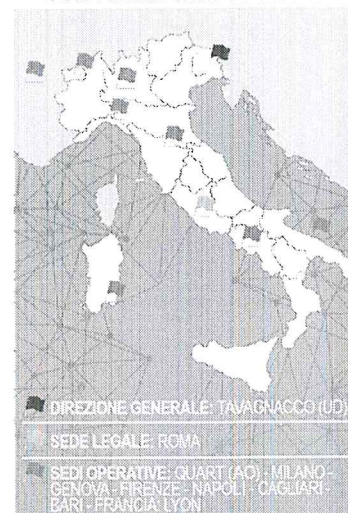 DIREZIONE GENERALE: TAVAGNACCO (UD)
SEDE LEGALE: ROMA
SEDI OPERATIVE: QUART (AO) - MILANO -
GENOVA - FIRENZE - NAPOLI - CAGLIARI -
BARI - FRANCIA: LYON